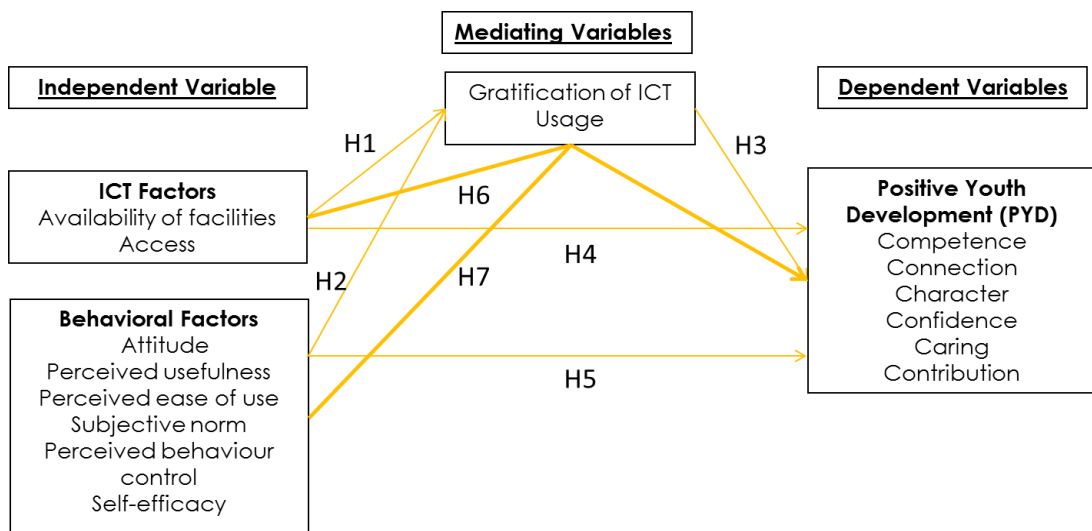 Mediating Variables
Independent Variable
Gratification of ICT
Usage
Dependent Variables
H1
H3
ICT Factors
Availability of facilities
Access
H6
Positive Youth
Development (PYD)
Competence
Connection
Character
Confidence
Caring
Contribution
H4
H2
H7
Behavioral Factors
Attitude
Perceived usefulness
Perceived ease of use
Subjective norm
Perceived behaviour
control
Self-efficacy
H5